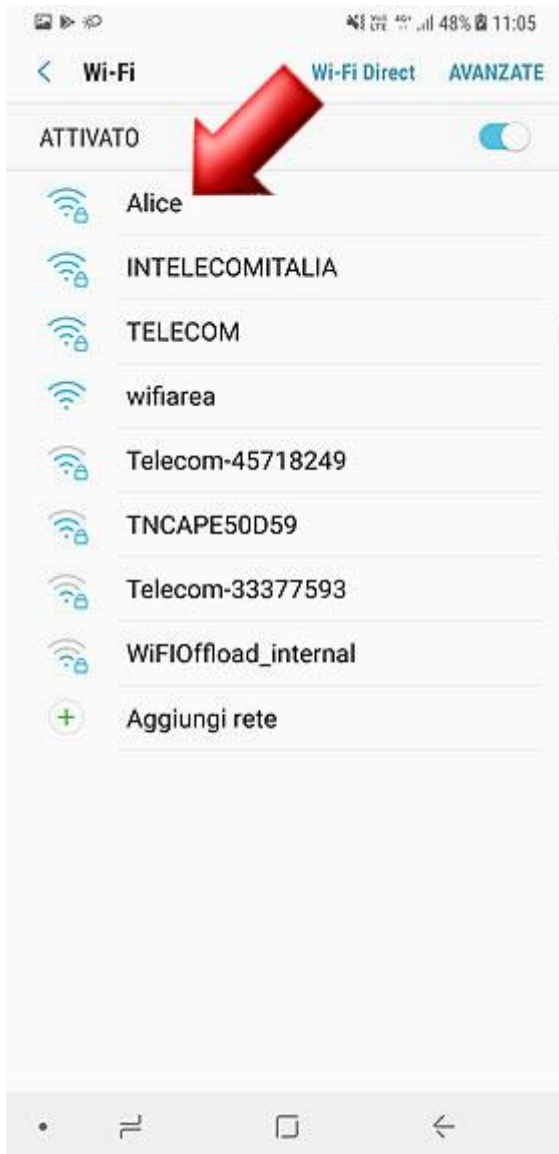 48% 11:05
Wi-Fi Wi-Fi Direct AVANZATE
ATTIVATO
Alice
INTELECOMITALIA
TELECOM
wifiarea
Telecom-45718249
TNCAPE50D59
Telecom-33377593
WiFIOffload_internal
Aggiungi rete